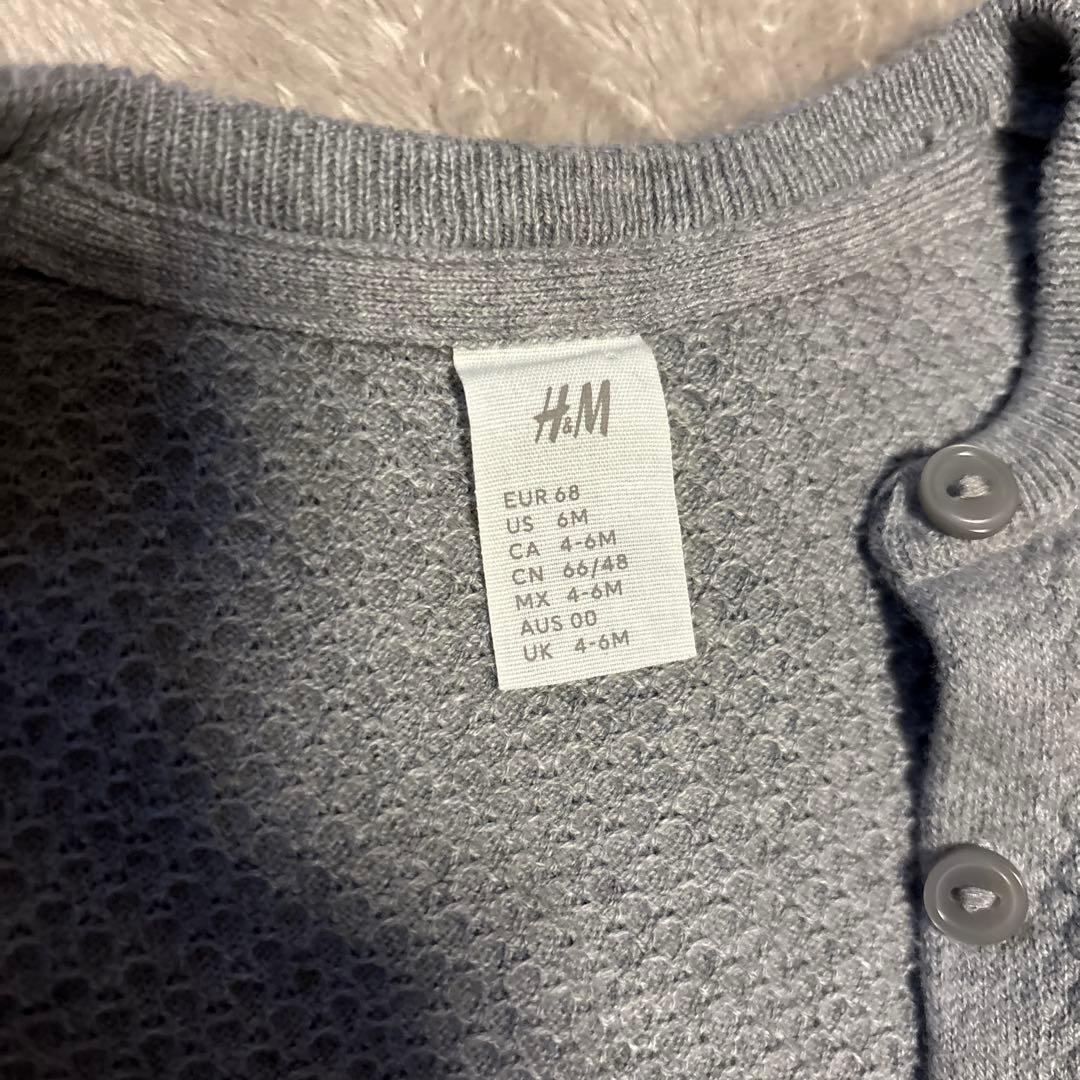 H&M
EUR 68
US 6M
CA 4-6M
CN 66/48
MX 4-6M
AUS 00
UK 4-6M